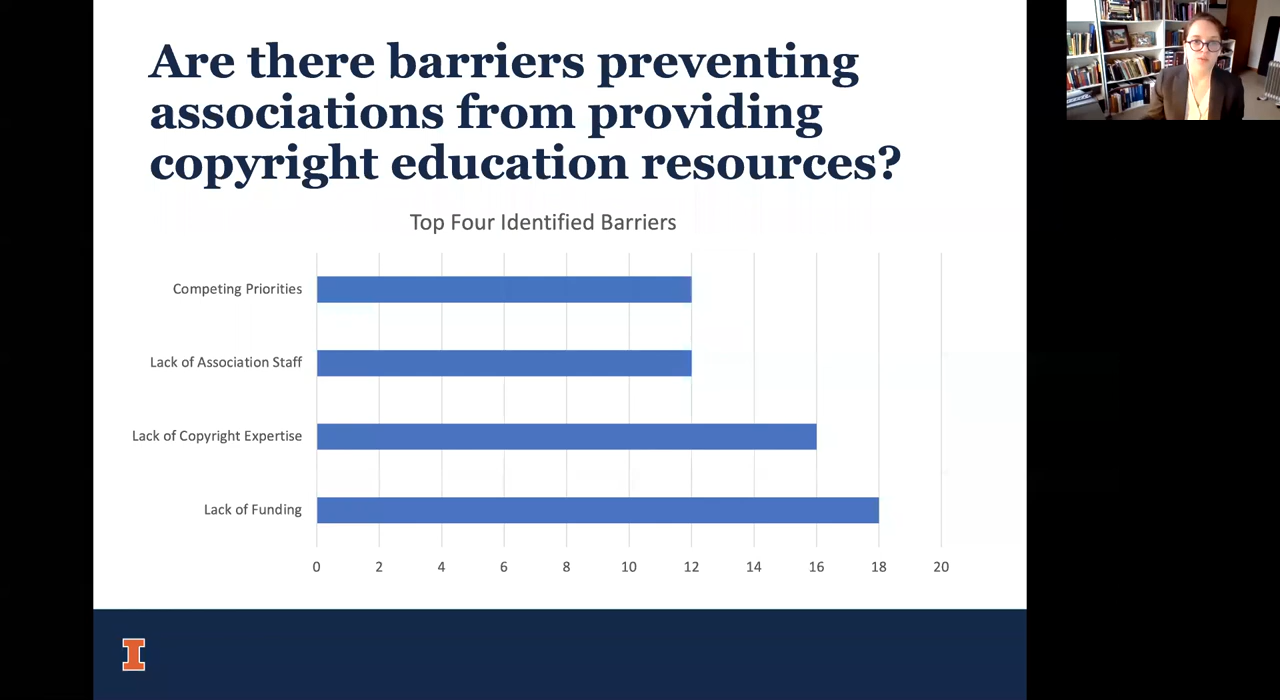 Are there barriers preventing
associations from providing
copyright education resources?
Top Four Identified Barriers
Competing Priorities
Lack of Association Staff
Lack of Copyright Expertise
Lack of Funding
0 2 4 6 8 10 12 14 16 18 20
I